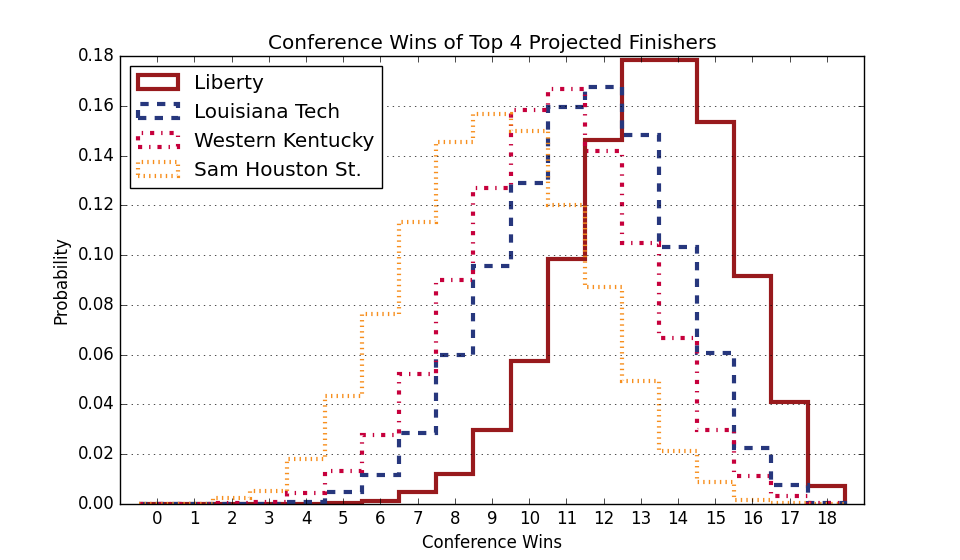 Conference Wins of Top 4 Projected Finishers
Liberty
Louisiana Tech
Western Kentucky
Sam Houston St.
Probability
0.18
0.16
0.14
0.12
0.10
0.08
0.06
0.04
0.02
0.00
0 1 2 3 4 5 6 7 8 9 10 11 12 13 14 15 16 17 18
Conference Wins